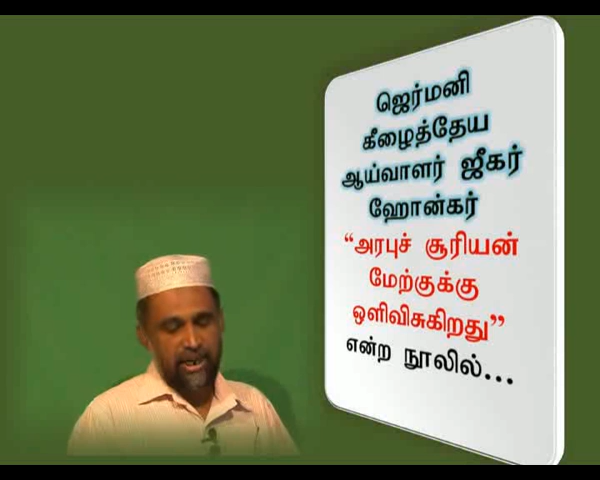 ஜெர்மனி
கீழைத்தேய
ஆய்வாளர் ஜீகர்
ஹோன்கர்
“அரபுச் சூரியன்
மேற்குக்கு
ஒளிவிசுகிறது”
என்ற நூலில்...